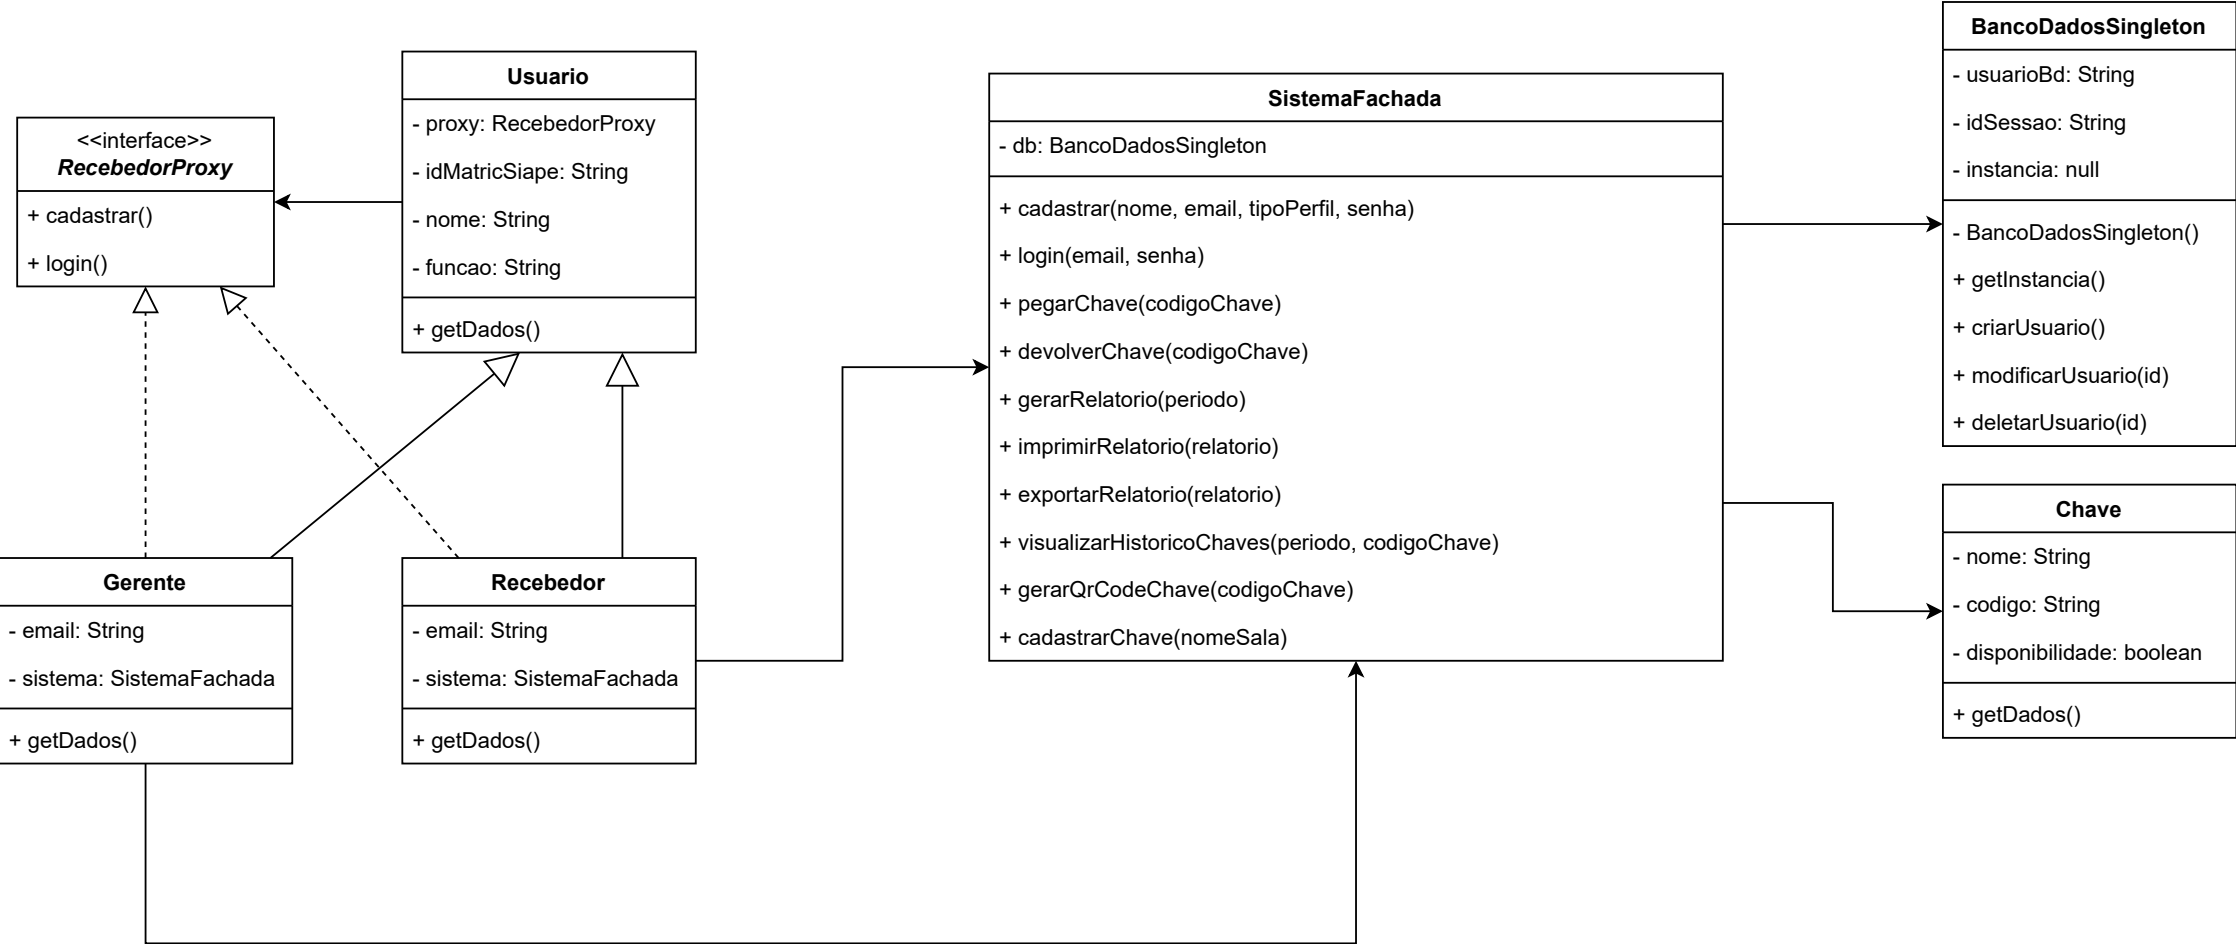 <<interface>>
RecebedorProxy
+ cadastrar()
+ login()
Usuario
- proxy: RecebedorProxy
- idMatricSiape: String
- nome: String
- funcao: String
+ getDados()
Gerente
- email: String
- sistema: SistemaFachada
+ getDados()
Recebedor
- email: String
- sistema: SistemaFachada
+ getDados()
SistemaFachada
- db: BancoDadosSingleton
+ cadastrar(nome, email, tipoPerfil, senha)
+ login(email, senha)
+ pegarChave(codigoChave)
+ devolverChave(codigoChave)
+ gerarRelatorio(periodo)
+ imprimirRelatorio(relatorio)
+ exportarRelatorio(relatorio)
+ visualizarHistoricoChaves(periodo, codigoChave)
+ gerarQrCodeChave(codigoChave)
+ cadastrarChave(nomeSala)
BancoDadosSingleton
- usuarioBd: String
- idSessao: String
- instancia: null
- BancoDadosSingleton()
+ getInstancia()
+ criarUsuario()
+ modificarUsuario(id)
+ deletarUsuario(id)
Chave
- nome: String
- codigo: String
- disponibilidade: boolean
+ getDados()